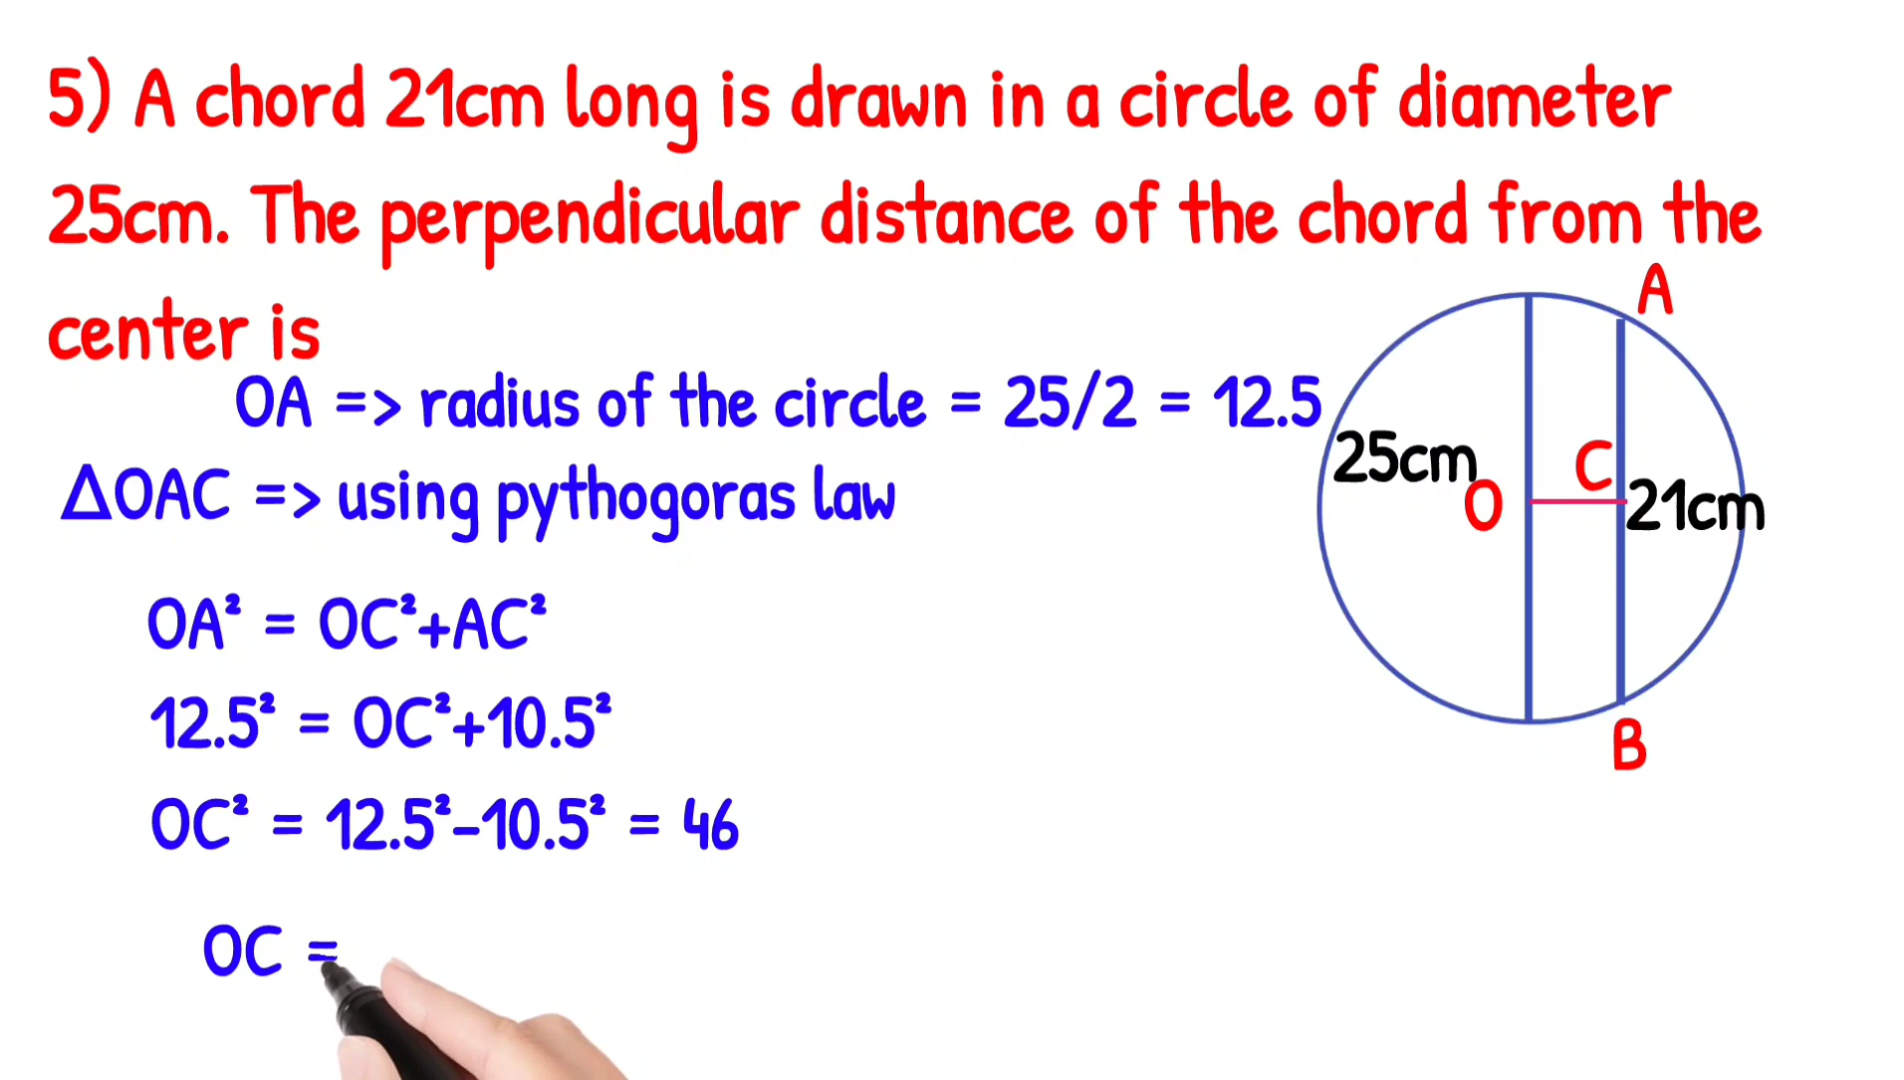 5) A chord 21cm long is drawn in a circle of diameter
25cm. The perpendicular distance of the chord from the
center is
OA => radius of the circle = 25/2 = 12.5
ΔOAC => using pythogoras law
OA² = OC²+AC²
12.5² = OC²+10.5²
OC² = 12.5²-10.5² = 46
OC =
A
25cm
O
C
21cm
B